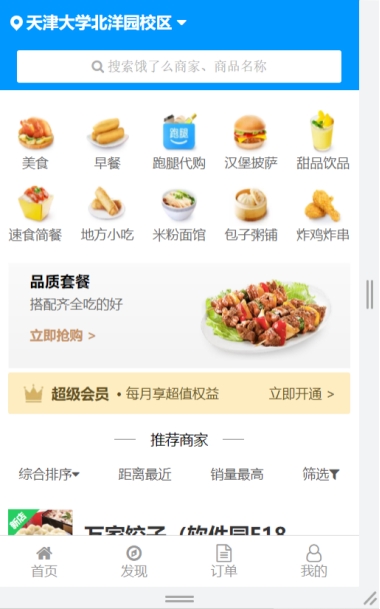 天津大学北洋园校区
搜索饿了么商家、商品名称
美食 早餐 跑腿代购 汉堡披萨 甜品饮品
跑腿
速食简餐 地方小吃 米粉面馆 包子粥铺 炸鸡炸串
品质套餐
搭配齐全吃的好
立即抢购 >
超级会员 • 每月享超值权益 立即开通 >
推荐商家
综合排序 距离最近 销量最高 筛选
新店
万家饺子（软件园E18
首页 发现 订单 我的